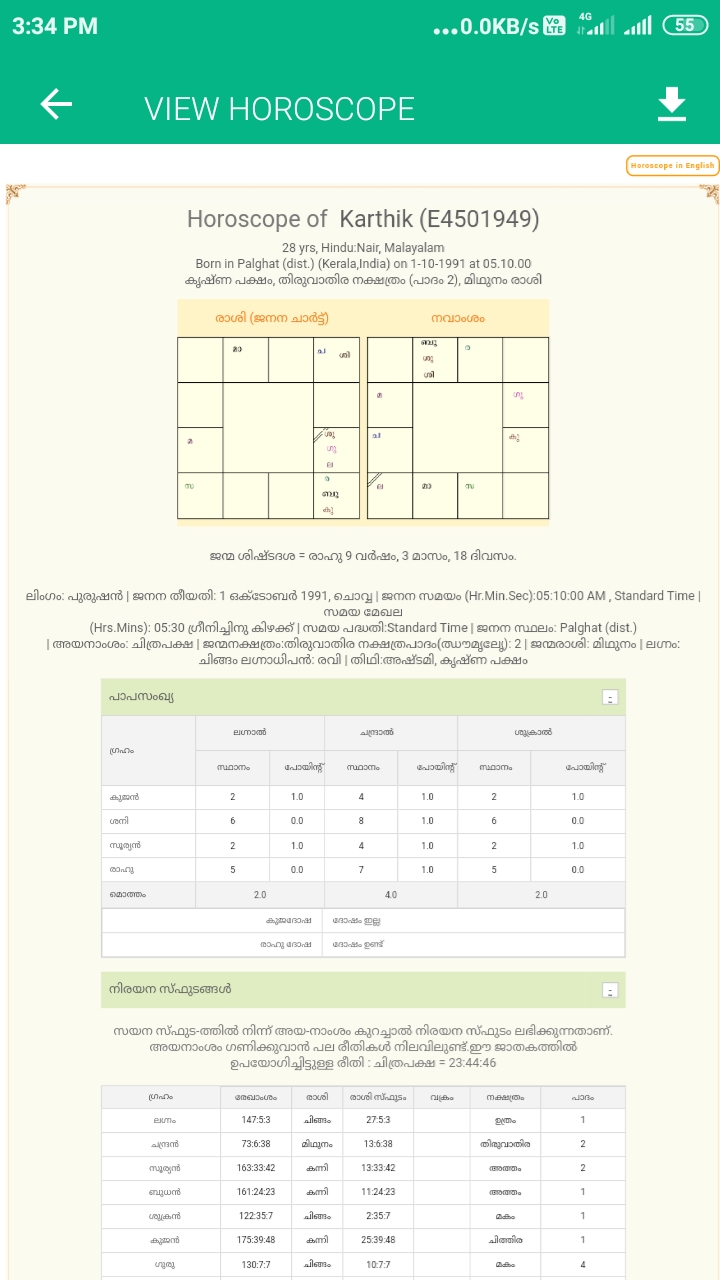 3:34 PM
...0.0KB/s Vo LTE 4G 55
VIEW HOROSCOPE
Horoscope in English
Horoscope of Karthik (E4501949)
28 yrs, Hindu:Nair, Malayalam
Born in Palghat (dist.) (Kerala,India) on 1-10-1991 at 05.10.00
കൃഷ്ണ പക്ഷം, തിരുവാതിര നക്ഷത്രം (പാദം 2), മിഥുനം രാശി
രാശി (ജനന ചാർട്ട്) നവാംശം
മാ ച ശി
ബു ര
ശു
ശി
മ ഗു
മ ശു ച കു
ഗു
ല
സ ര ല മാ സ
ബു
കു
ജന്മ ശിഷ്ടദശ = രാഹു 9 വർഷം, 3 മാസം, 18 ദിവസം.
ലിംഗം: പുരുഷൻ | ജനന തീയതി: 1 ഒക്ടോബർ 1991, ചൊവ്വ | ജനന സമയം (Hr.Min.Sec):05:10:00 AM , Standard Time |
സമയ മേഖല
(Hrs.Mins): 05:30 ഗ്രീനിച്ചിനു കിഴക്ക് | സമയ പദ്ധതി:Standard Time | ജനന സ്ഥലം: Palghat (dist.)
| അയനാംശം: ചിത്രപക്ഷ | ജന്മനക്ഷത്രം:തിരുവാതിര നക്ഷത്രപാദം 2 | ജന്മരാശി: മിഥുനം | ലഗ്നം:
ചിങ്ങം ലഗ്നാധിപൻ: രവി | തിഥി:അഷ്ടമി, കൃഷ്ണ പക്ഷം
പാപസംഖ്യ -
ഗ്രഹം ലഗ്നാൽ ചന്ദ്രാൽ ശുക്രാൽ
സ്ഥാനം പോയിന്റ് സ്ഥാനം പോയിന്റ് സ്ഥാനം പോയിന്റ്
കുജൻ 2 1.0 4 1.0 2 1.0
ശനി 6 0.0 8 1.0 6 0.0
സൂര്യൻ 2 1.0 4 1.0 2 1.0
രാഹു 5 0.0 7 1.0 5 0.0
മൊത്തം 2.0 4.0 2.0
കുജദോഷ ദോഷം ഇല്ല
രാഹു ദോഷ ദോഷം ഉണ്ട്
നിരയന സ്ഫുടങ്ങൾ -
സയന സ്ഫുട-ത്തിൽ നിന്ന് അയ-നാംശം കുറച്ചാൽ നിരയന സ്ഫുടം ലഭിക്കുന്നതാണ്.
അയനാംശം ഗണിക്കുവാൻ പല രീതികൾ നിലവിലുണ്ട്.ഈ ജാതകത്തിൽ
ഉപയോഗിച്ചിട്ടുള്ള രീതി : ചിത്രപക്ഷ = 23:44:46
ഗ്രഹം രേഖാംശം രാശി രാശി സ്ഫുടം വക്രം നക്ഷത്രം പാദം
ലഗ്നം 147:5:3 ചിങ്ങം 27:5:3 ഉത്രം 1
ചന്ദ്രൻ 73:6:38 മിഥുനം 13:6:38 തിരുവാതിര 2
സൂര്യൻ 163:33:42 കന്നി 13:33:42 അത്തം 2
ബുധൻ 161:24:23 കന്നി 11:24:23 അത്തം 1
ശുക്രൻ 122:35:7 ചിങ്ങം 2:35:7 മകം 1
കുജൻ 175:39:48 കന്നി 25:39:48 ചിത്തിര 1
ഗുരു 130:7:7 ചിങ്ങം 10:7:7 മകം 4